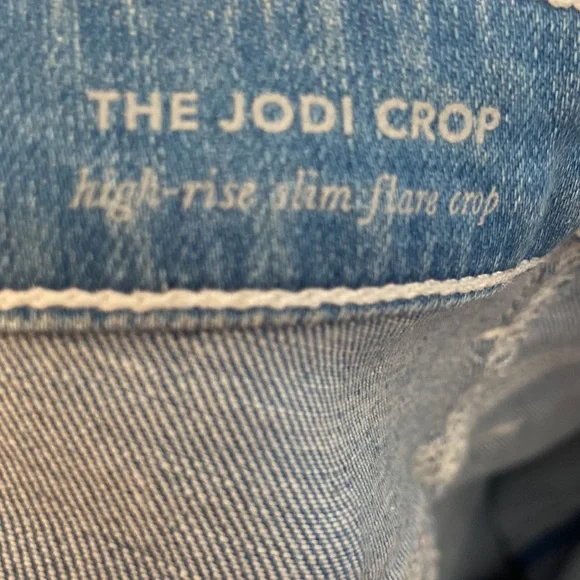 THE JODI CROP
high-rise slim flare crop